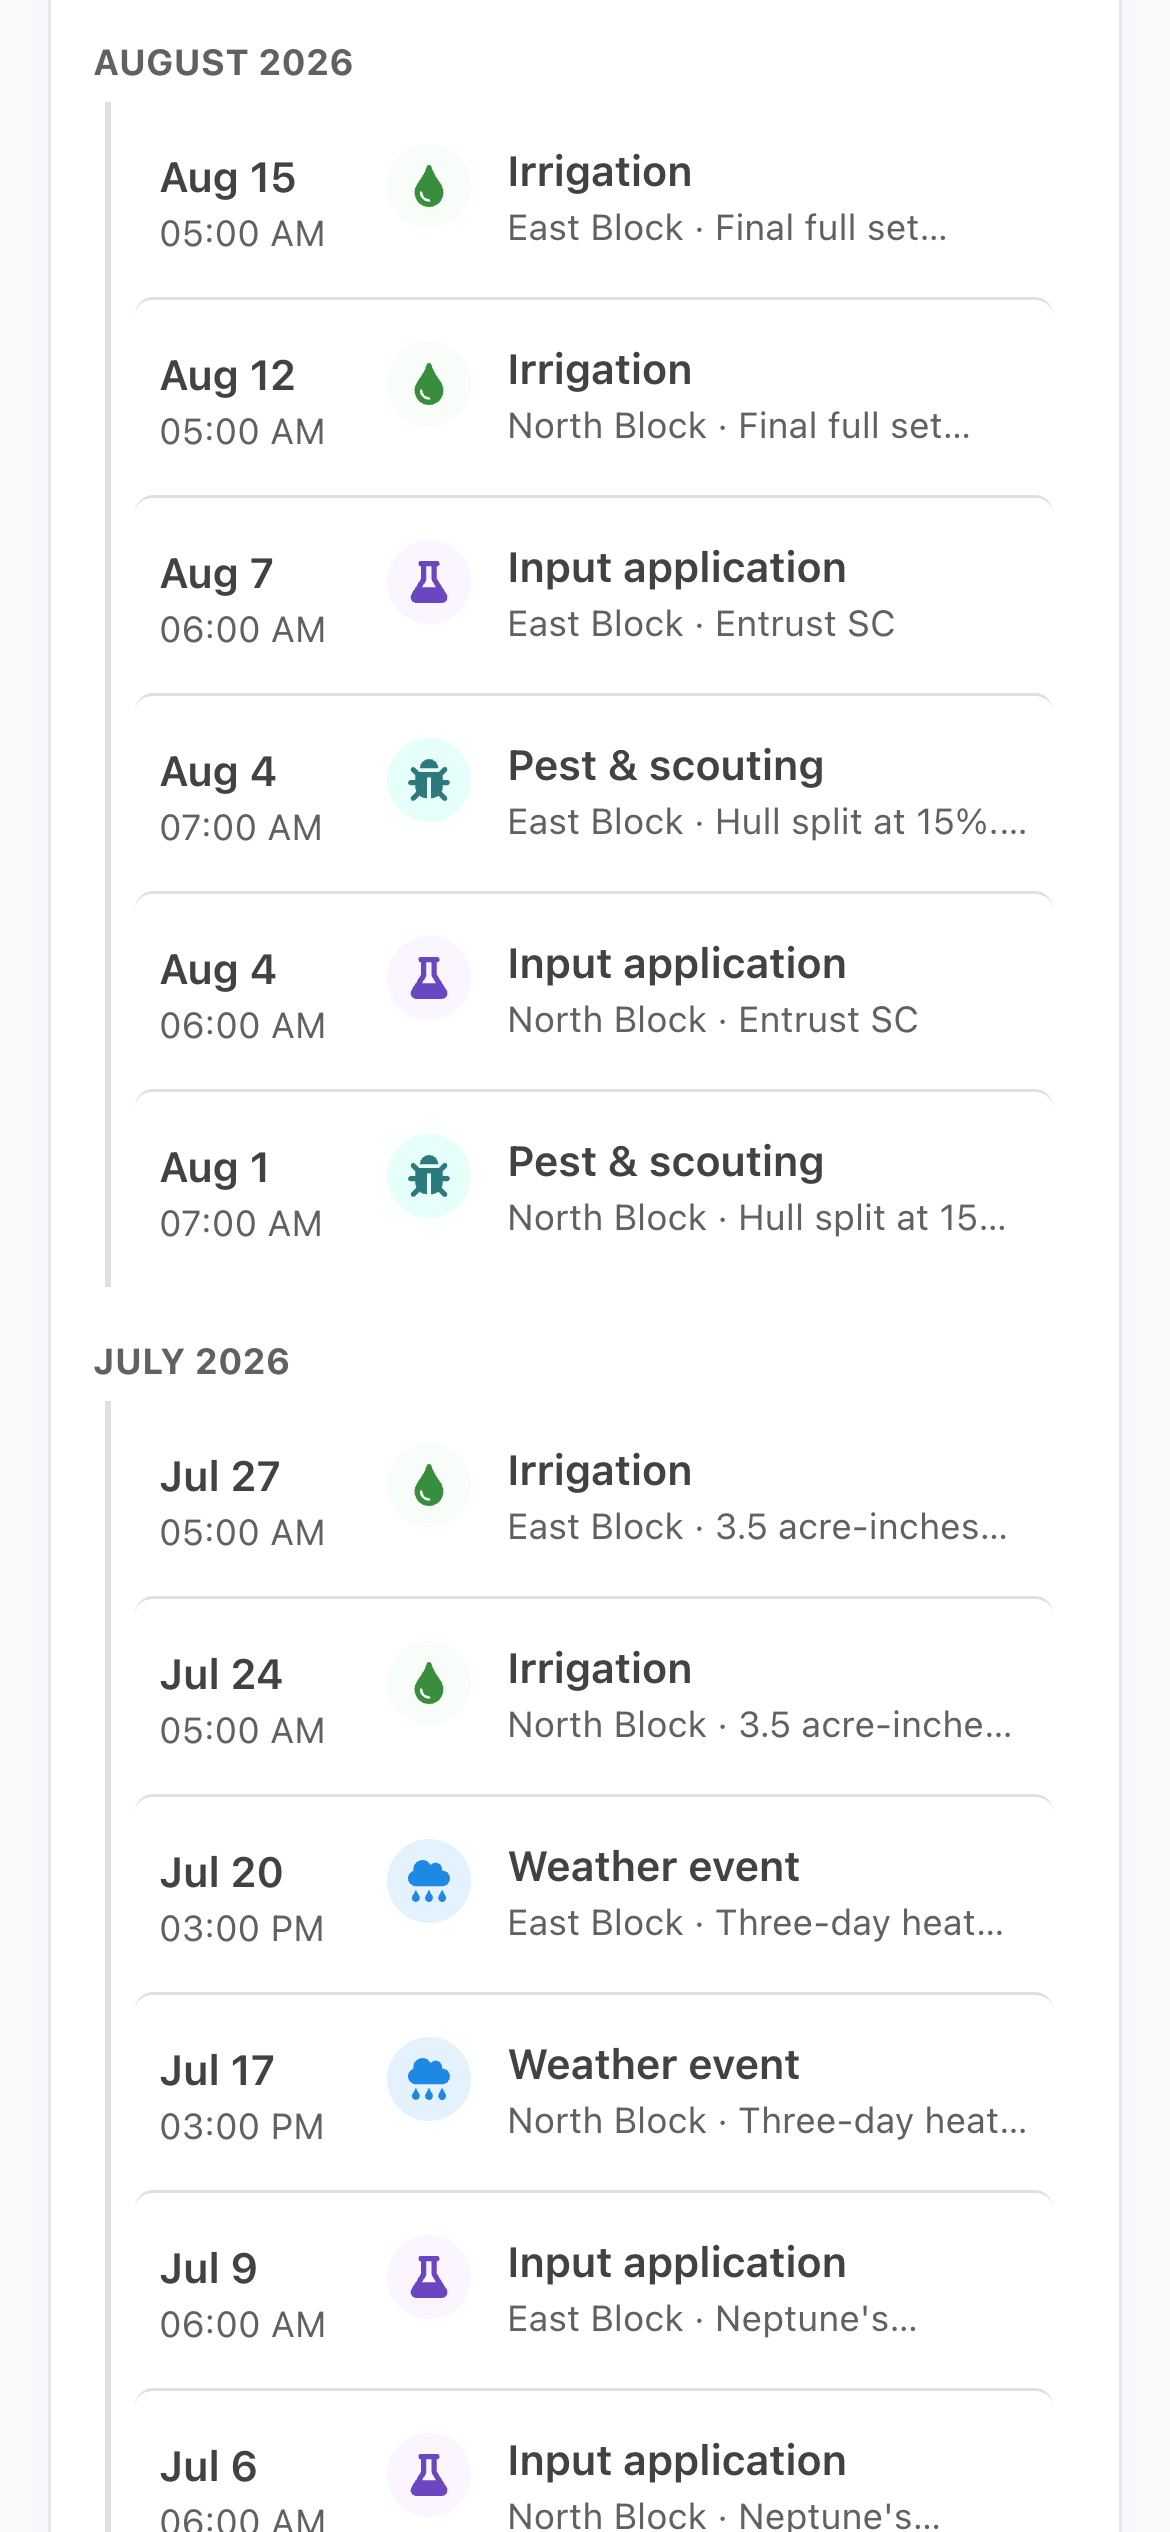 AUGUST 2026
Aug 15
05:00 AM
Irrigation
East Block · Final full set...
Aug 12
05:00 AM
Irrigation
North Block · Final full set...
Aug 7
06:00 AM
Input application
East Block · Entrust SC
Aug 4
07:00 AM
Pest & scouting
East Block · Hull split at 15%....
Aug 4
06:00 AM
Input application
North Block · Entrust SC
Aug 1
07:00 AM
Pest & scouting
North Block · Hull split at 15...
JULY 2026
Jul 27
05:00 AM
Irrigation
East Block · 3.5 acre-inches...
Jul 24
05:00 AM
Irrigation
North Block · 3.5 acre-inche...
Jul 20
03:00 PM
Weather event
East Block · Three-day heat...
Jul 17
03:00 PM
Weather event
North Block · Three-day heat...
Jul 9
06:00 AM
Input application
East Block · Neptune's...
Jul 6
06:00 AM
Input application
North Block · Neptune's...